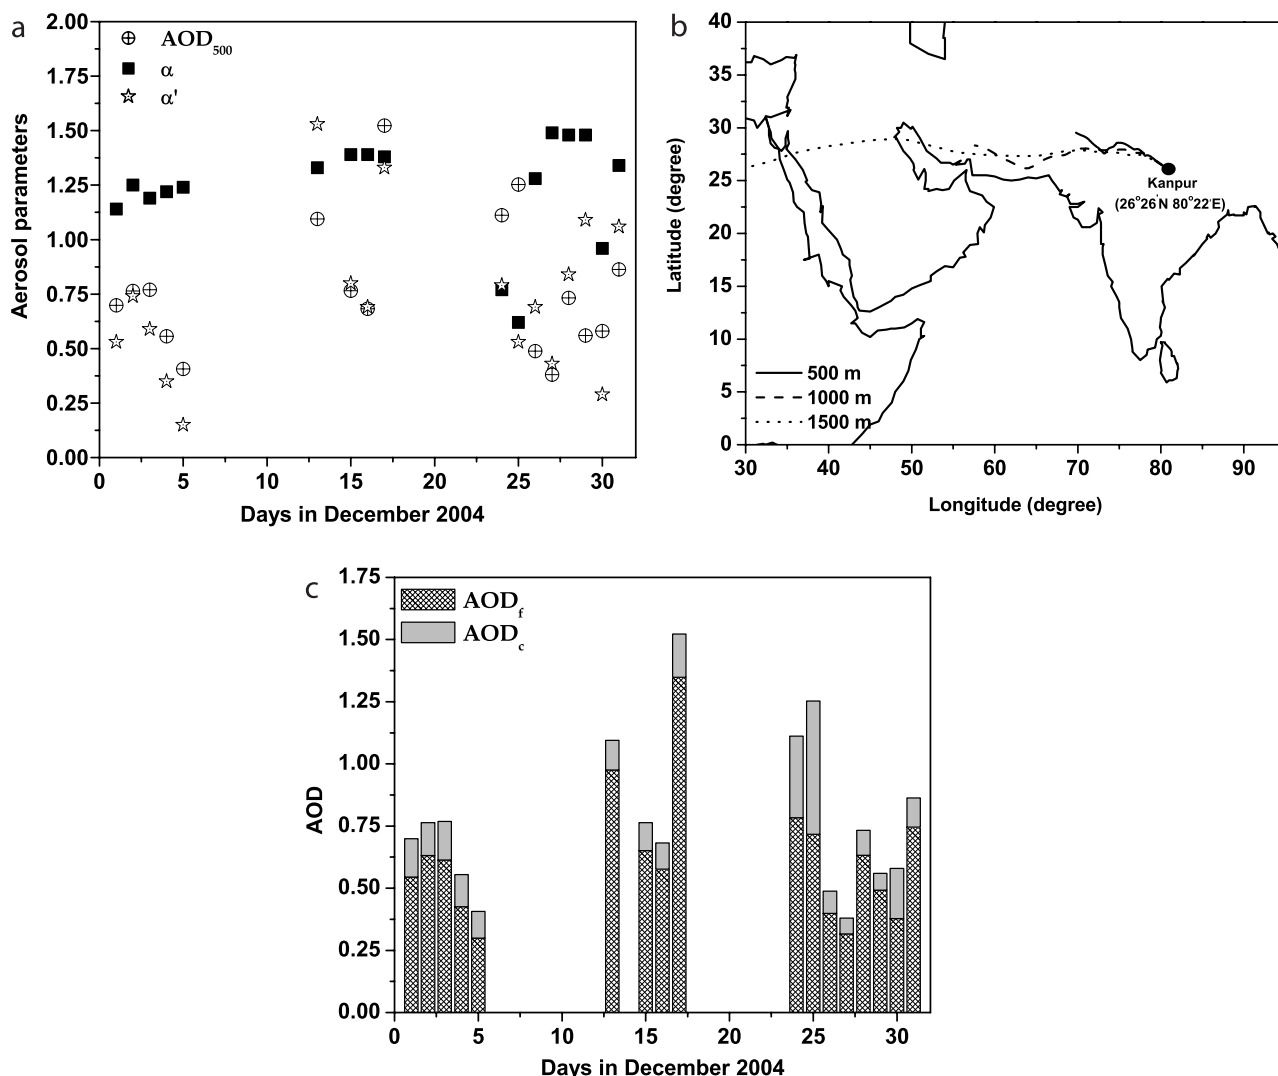 a
2.00
1.75
1.50
1.25
1.00
0.75
0.50
0.25
0.00
Aerosol parameters
AOD500
α
α'
0 5 10 15 20 25 30
Days in December 2004
b
40
35
30
25
20
15
10
5
0
Latitude (degree)
Kanpur
(26°26'N 80°22'E)
500 m
1000 m
1500 m
30 40 50 60 70 80 90
Longitude (degree)
c
1.75
1.50
1.25
1.00
0.75
0.50
0.25
0.00
AOD
AODf
AODc
0 5 10 15 20 25 30
Days in December 2004